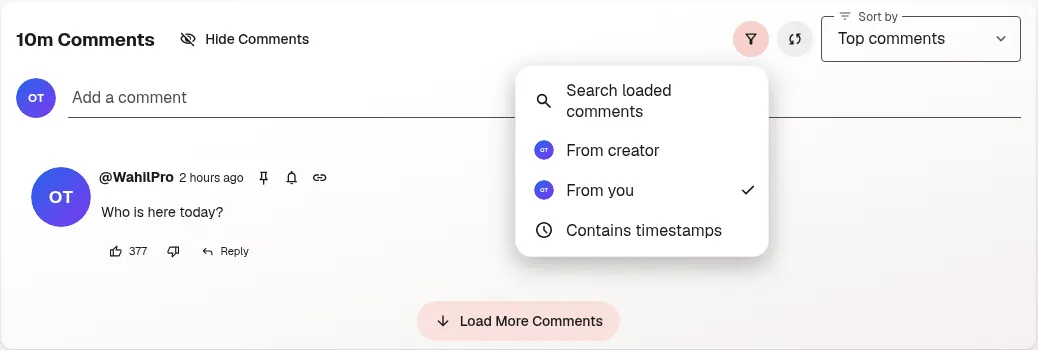 10m Comments
Hide Comments
Sort by
Top comments
OT
Add a comment
Search loaded
comments
OT
From creator
OT
From you
Contains timestamps
OT
@WahilPro 2 hours ago
Who is here today?
377
Reply
Load More Comments